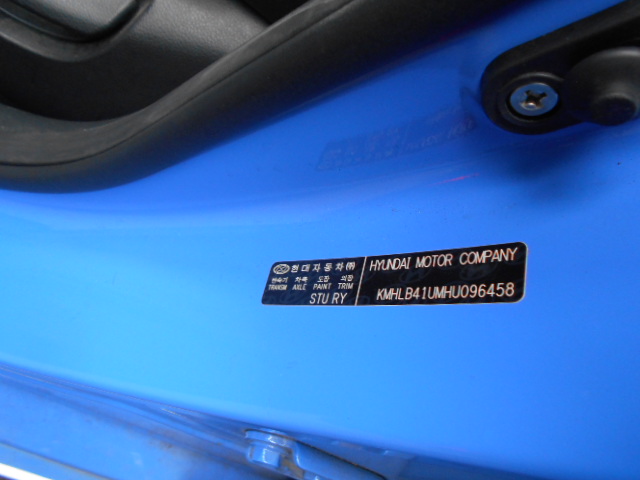 현대자동차㈜
변속기 차축 도장 의장
TRANSM AXLE PAINT TRIM
STU RY
HYUNDAI MOTOR COMPANY
KMHLB41UMHU096458